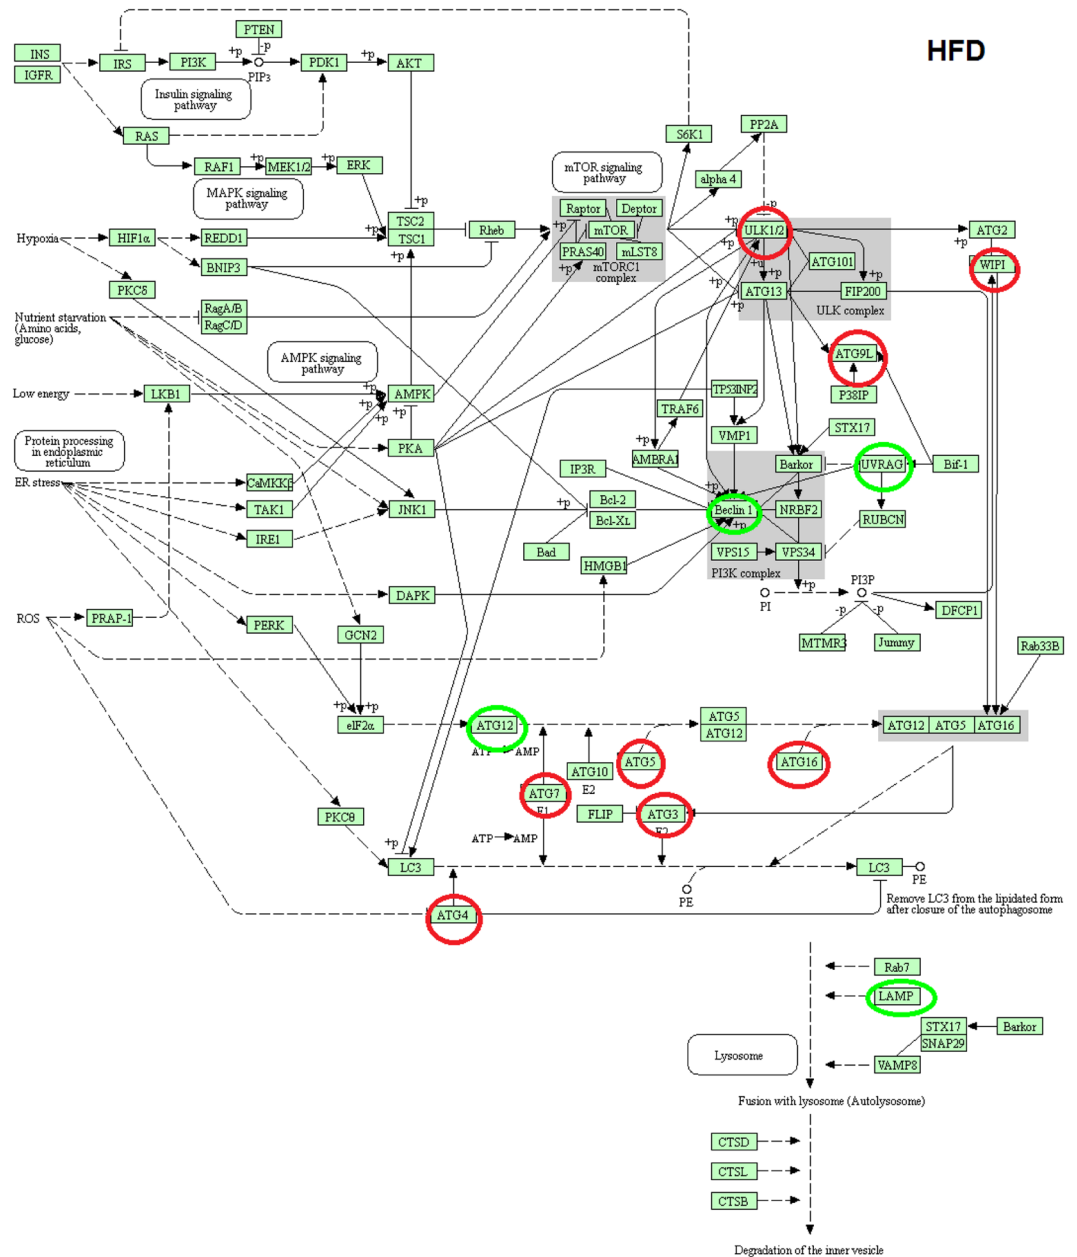 HFD
PTEN
INS
IGFR
IRS
PI3K
+p
-p
PIP3
PDK1
+p
AKT
Insulin signaling
pathway
RAS
RAF1
+p
MEK1/2
+p
ERK
MAPK signaling
pathway
S6K1
PP2A
alpha 4
mTOR signaling
pathway
+p
TSC2
TSC1
Rheb
+p
Raptor
Deptor
mTOR
PRAS40
mLST8
+p
mTORC1
complex
+p
-p
+p
ULK1/2
+u
+p
ATG101
ATG13
+p
FIP200
ULK complex
ATG2
+p
WIPI
Hypoxia
HIF1α
REDD1
BNIP3
+p
PKCδ
Nutrient starvation
(Amino acids,
glucose)
RagA/B
RagC/D
AMPK signaling
pathway
ATG9L
P38IP
Low energy
LKB1
+p
+p
+p
AMPK
+p
PKA
TP53INP2
TRAF6
VMP1
STX17
+p
AMBRA1
Barkor
UVRAG
Bif-1
Protein processing
in endoplasmic
reticulum
ER stress
CaMKKβ
TAK1
IRE1
JNK1
IP3R
+p
Bcl-2
Bcl-XL
Bad
+p
Beclin 1
+p
NRBF2
RUBCN
HMGB1
VPS15
VPS34
PI3K complex
+p
DAPK
PI
PI3P
-p
-p
DFCP1
MTMR3
Jummy
ROS
PRAP-1
PERK
GCN2
Rab33B
+p
+p
eIF2α
ATG12
ATP
AMP
ATG10
E2
ATG5
ATG5
ATG12
ATG16
ATG12
ATG5
ATG16
ATG7
E1
FLIP
ATG3
E2
PKCθ
ATP
AMP
+p
LC3
PE
LC3
PE
ATG4
Remove LC3 from the lipidated form
after closure of the autophagosome
Rab7
LAMP
STX17
SNAP29
Barkor
VAMP8
Lysosome
Fusion with lysosome (Autolysosome)
CTSD
CTSL
CTSB
Degradation of the inner vesicle